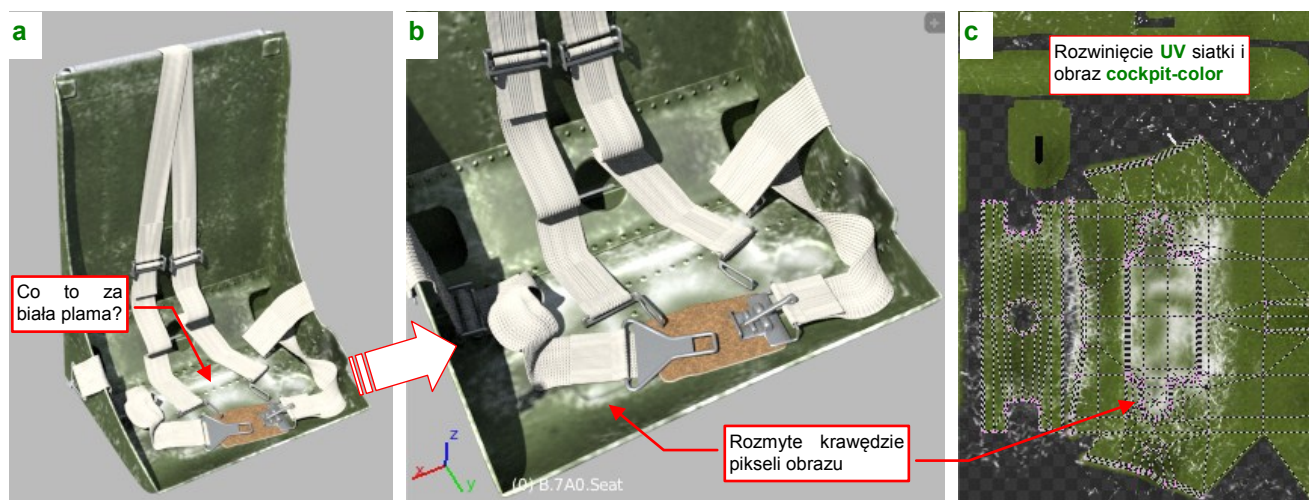 a
b
c
Rozwinięcie UV siatki i
obraz cockpit-color
Co to za
biała plama?
Rozmyte krawędzie
pikseli obrazu
z
x
y
(0) B.7A0.Seat